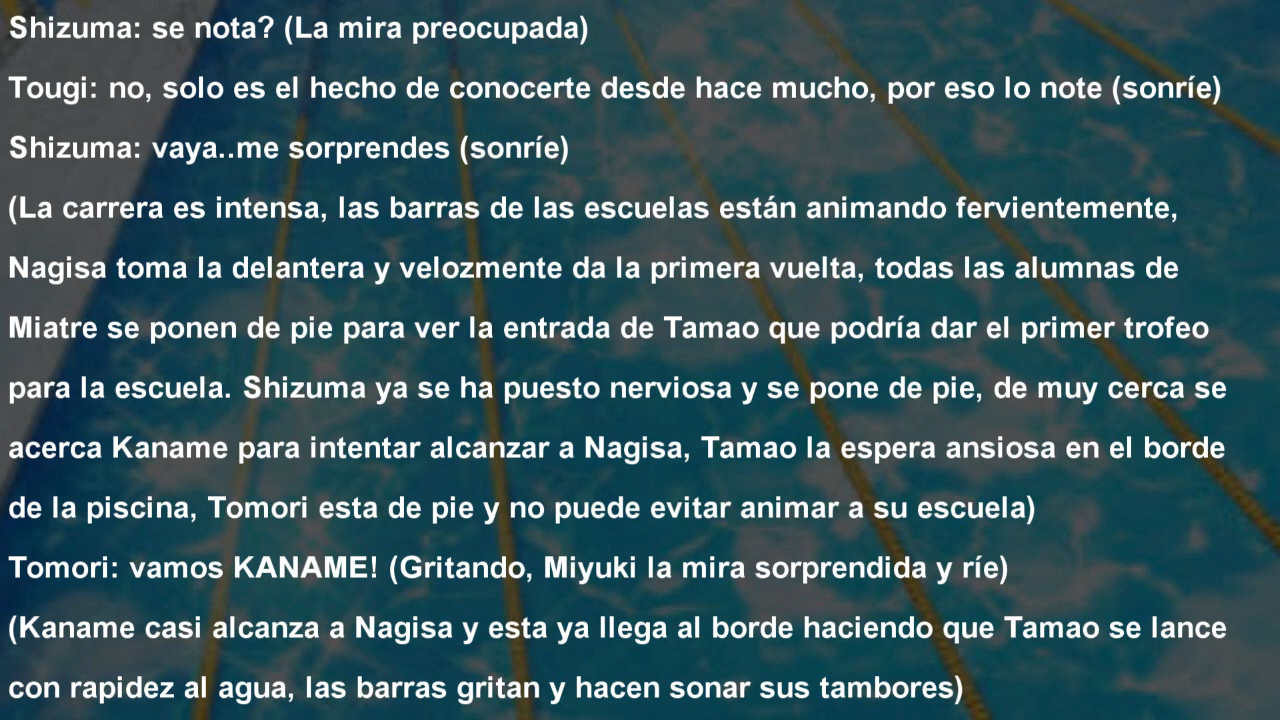 Shizuma: se nota? (La mira preocupada)
Tougi: no, solo es el hecho de conocerte desde hace mucho, por eso lo note (sonríe)
Shizuma: vaya..me sorprendes (sonríe)
(La carrera es intensa, las barras de las escuelas están animando fervientemente,
Nagisa toma la delantera y velozmente da la primera vuelta, todas las alumnas de
Miatre se ponen de pie para ver la entrada de Tamao que podría dar el primer trofeo
para la escuela. Shizuma ya se ha puesto nerviosa y se pone de pie, de muy cerca se
acerca Kaname para intentar alcanzar a Nagisa, Tamao la espera ansiosa en el borde
de la piscina, Tomori esta de pie y no puede evitar animar a su escuela)
Tomori: vamos KANAME! (Gritando, Miyuki la mira sorprendida y ríe)
(Kaname casi alcanza a Nagisa y esta ya llega al borde haciendo que Tamao se lance
con rapidez al agua, las barras gritan y hacen sonar sus tambores)